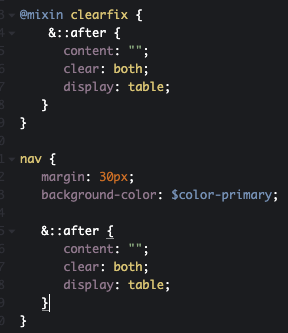 @mixin clearfix {
&::after {
content: "";
clear: both;
display: table;
}
}
nav {
margin: 30px;
background-color: $color-primary;
&::after {
content: "";
clear: both;
display: table;
}
}